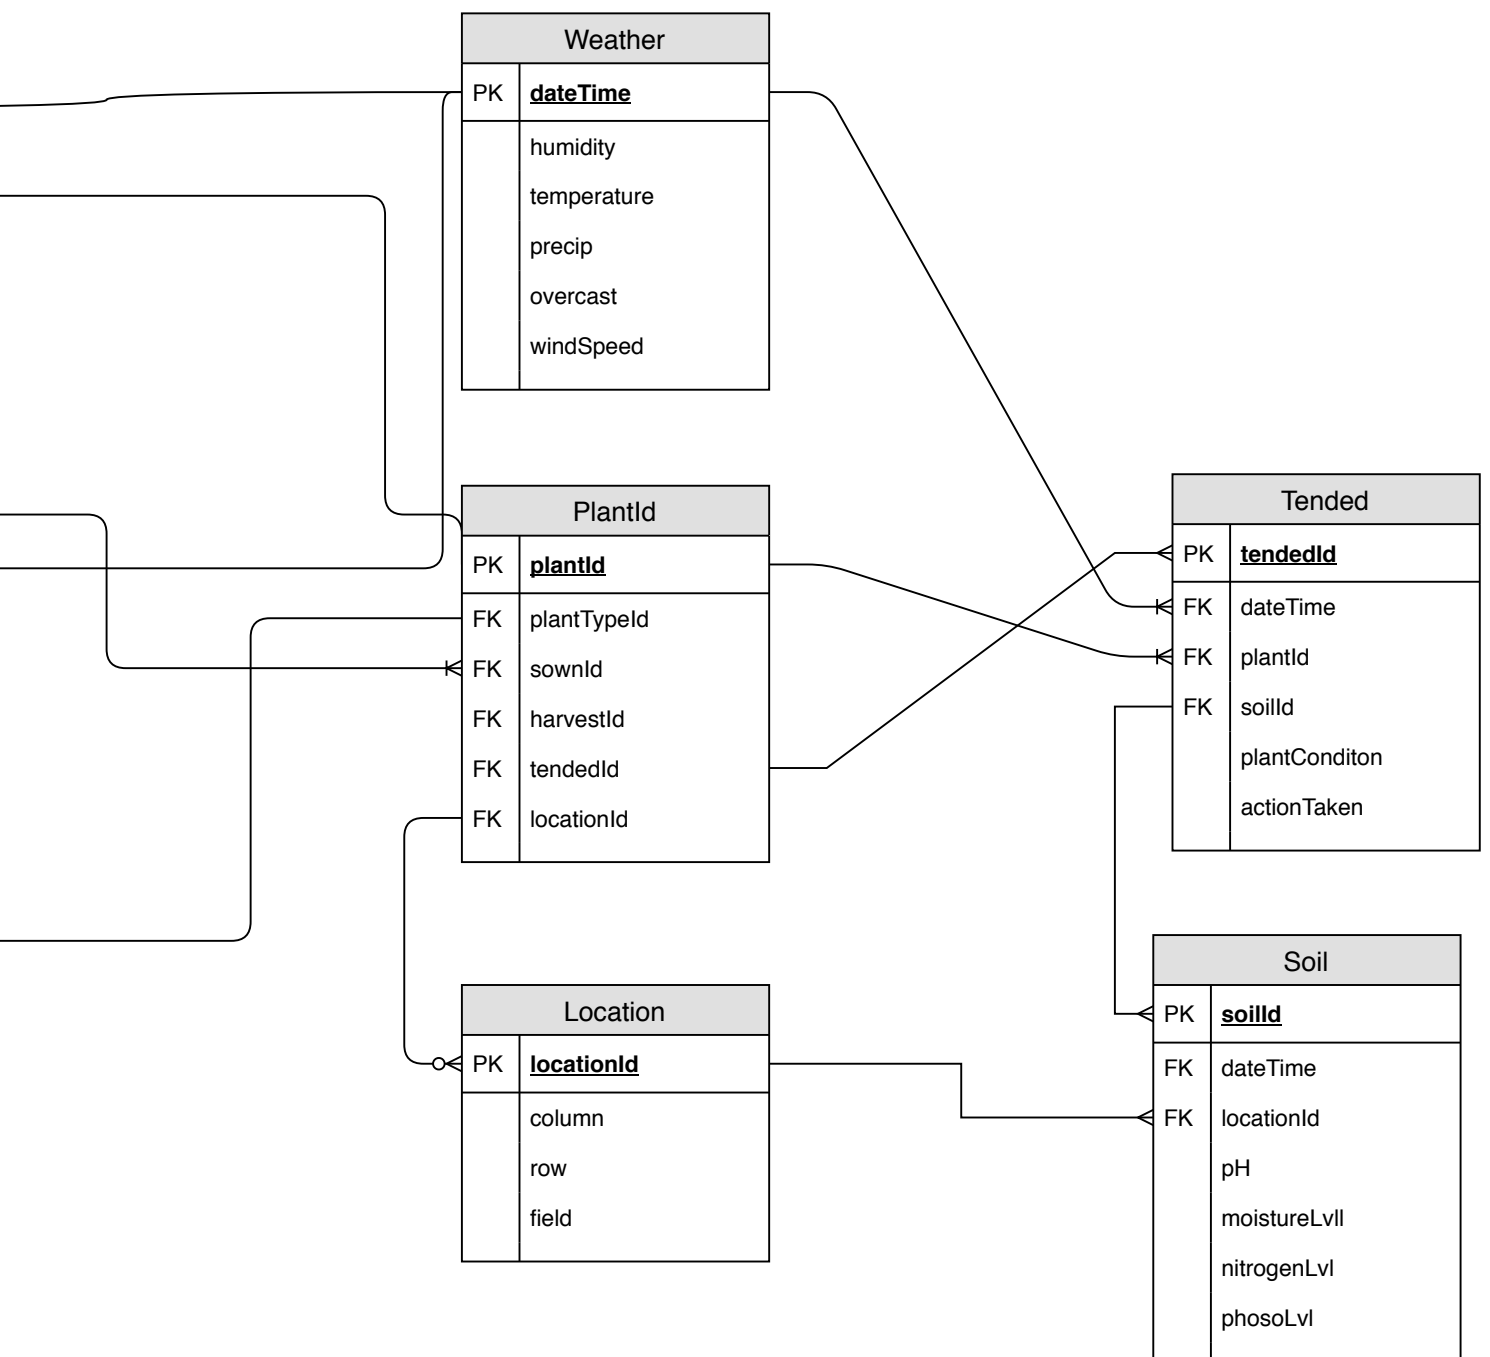 Weather
PK dateTime
humidity
temperature
precip
overcast
windSpeed
PlantId
PK plantId
FK plantTypeId
FK sownId
FK harvestId
FK tendedId
FK locationId
Tended
PK tendedId
FK dateTime
FK plantId
FK soilId
plantConditon
actionTaken
Location
PK locationId
column
row
field
Soil
PK soilId
FK dateTime
FK locationId
pH
moistureLvll
nitrogenLvl
phosoLvl